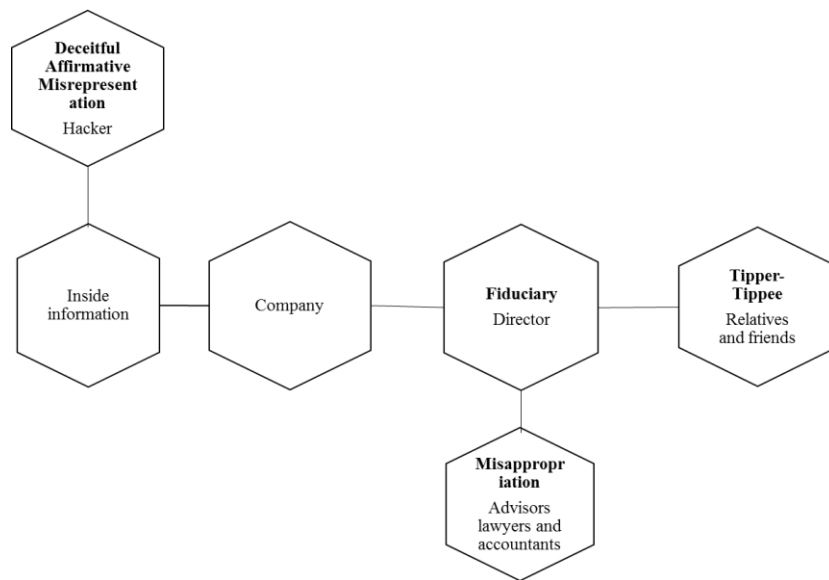 Deceitful
Affirmative
Misrepresent
ation
Hacker
Inside
information
Company
Fiduciary
Director
Tipper-
Tippee
Relatives
and friends
Misappropr
iation
Advisors
lawyers and
accountants